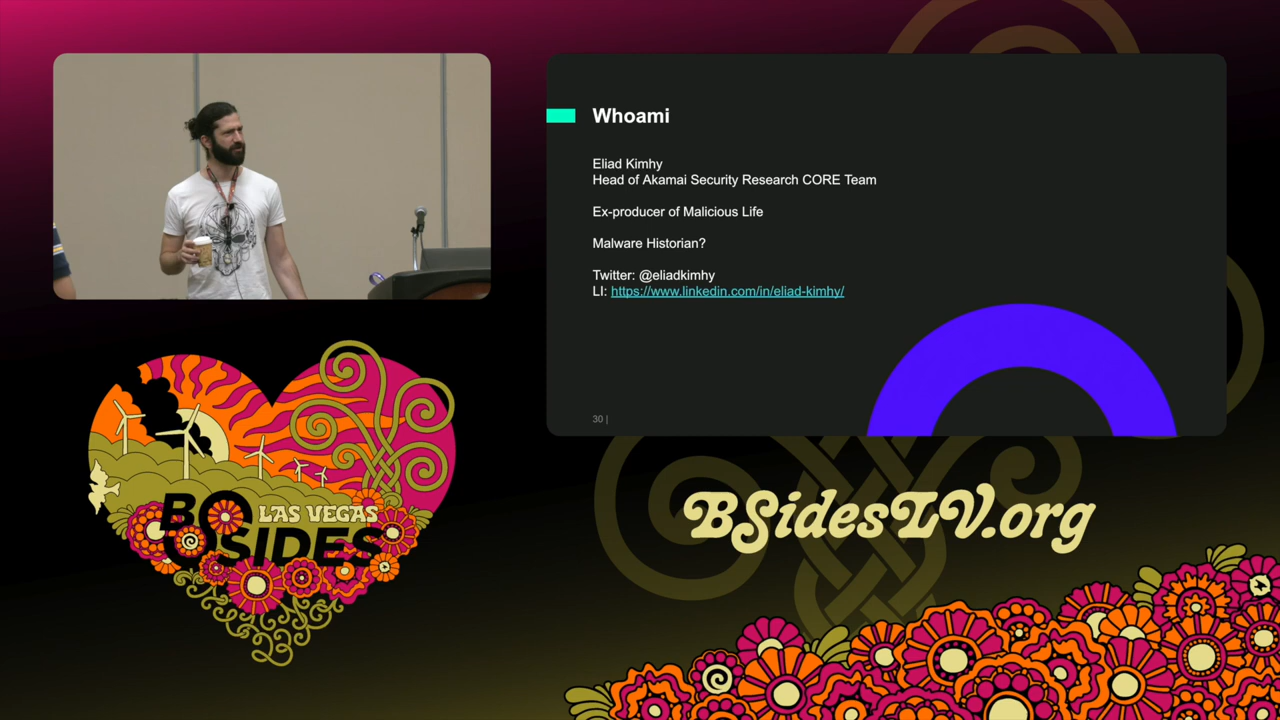 Whoami
Eliad Kimhy
Head of Akamai Security Research CORE Team
Ex-producer of Malicious Life
Malware Historian?
Twitter: @eliadkimhy
LI: https://www.linkedin.com/in/eliad-kimhy/
30 |
BSIDES
LAS VEGAS
23
BSidesLV.org